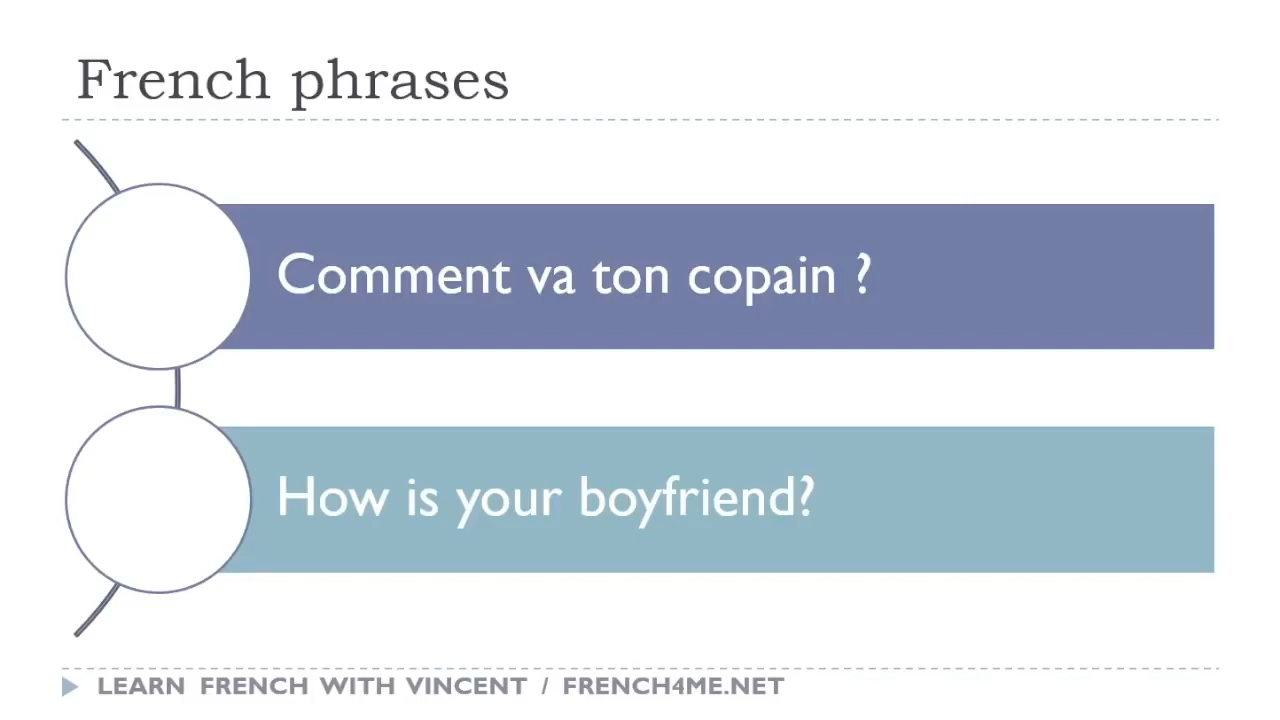 French phrases
Comment va ton copain ?
How is your boyfriend?
LEARN FRENCH WITH VINCENT / FRENCH4ME.NET